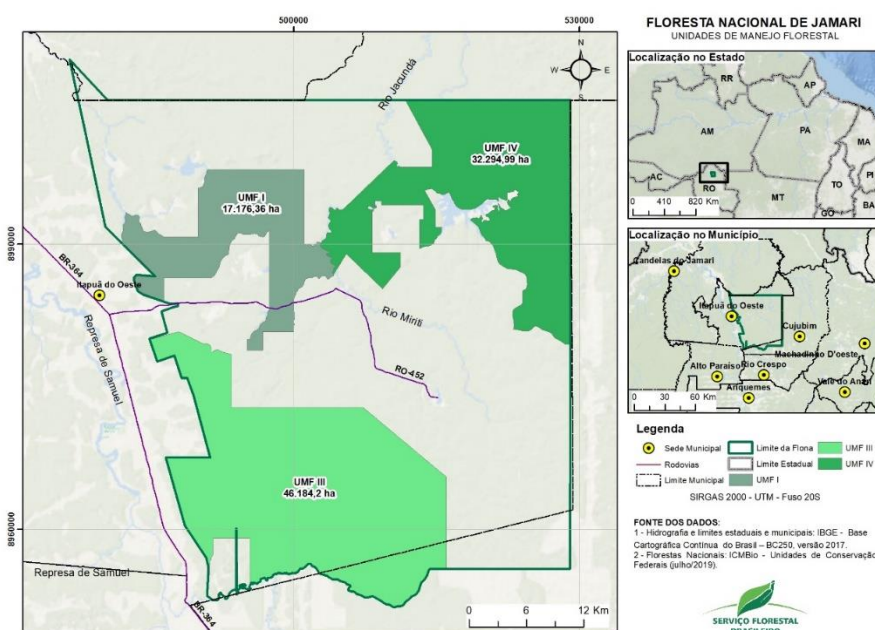 500000
530000
N
W
E
S
8990000
8960000
Rio Jacundá
UMF IV
32.294,99 ha
UMF I
17.176,36 ha
BR-364
Itapuã do Oeste
Represa de Samuel
Rio Miriti
RO-452
UMF III
46.184,2 ha
Represa de Samuel
BR-364
0 3 6 12 Km
FLORESTA NACIONAL DE JAMARI
UNIDADES DE MANEJO FLORESTAL
Localização no Estado
RR
AP
AM
PA
MA
AC
RO
MT
TO
PI
BA
GO
0 410 820 Km
Localização no Município
Candeias do Jamari
Itapuã do Oeste
Cujubim
Machadinho D'oeste
Alto Paraíso
Rio Crespo
Ariquemes
Vale do Anari
0 30 60 Km
Legenda
Sede Municipal
Limite da Flona
UMF III
Rodovias
Limite Estadual
UMF IV
Limite Municipal
UMF I
SIRGAS 2000 - UTM - Fuso 20S
FONTE DOS DADOS:
1 - Hidrografia e limites estaduais e municipais: IBGE - Base
Cartográfica Contínua do Brasil – BC250, versão 2017.
2 - Florestas Nacionais: ICMBio - Unidades de Conservação
Federais (julho/2019).
SERVIÇO FLORESTAL
BRASILEIRO